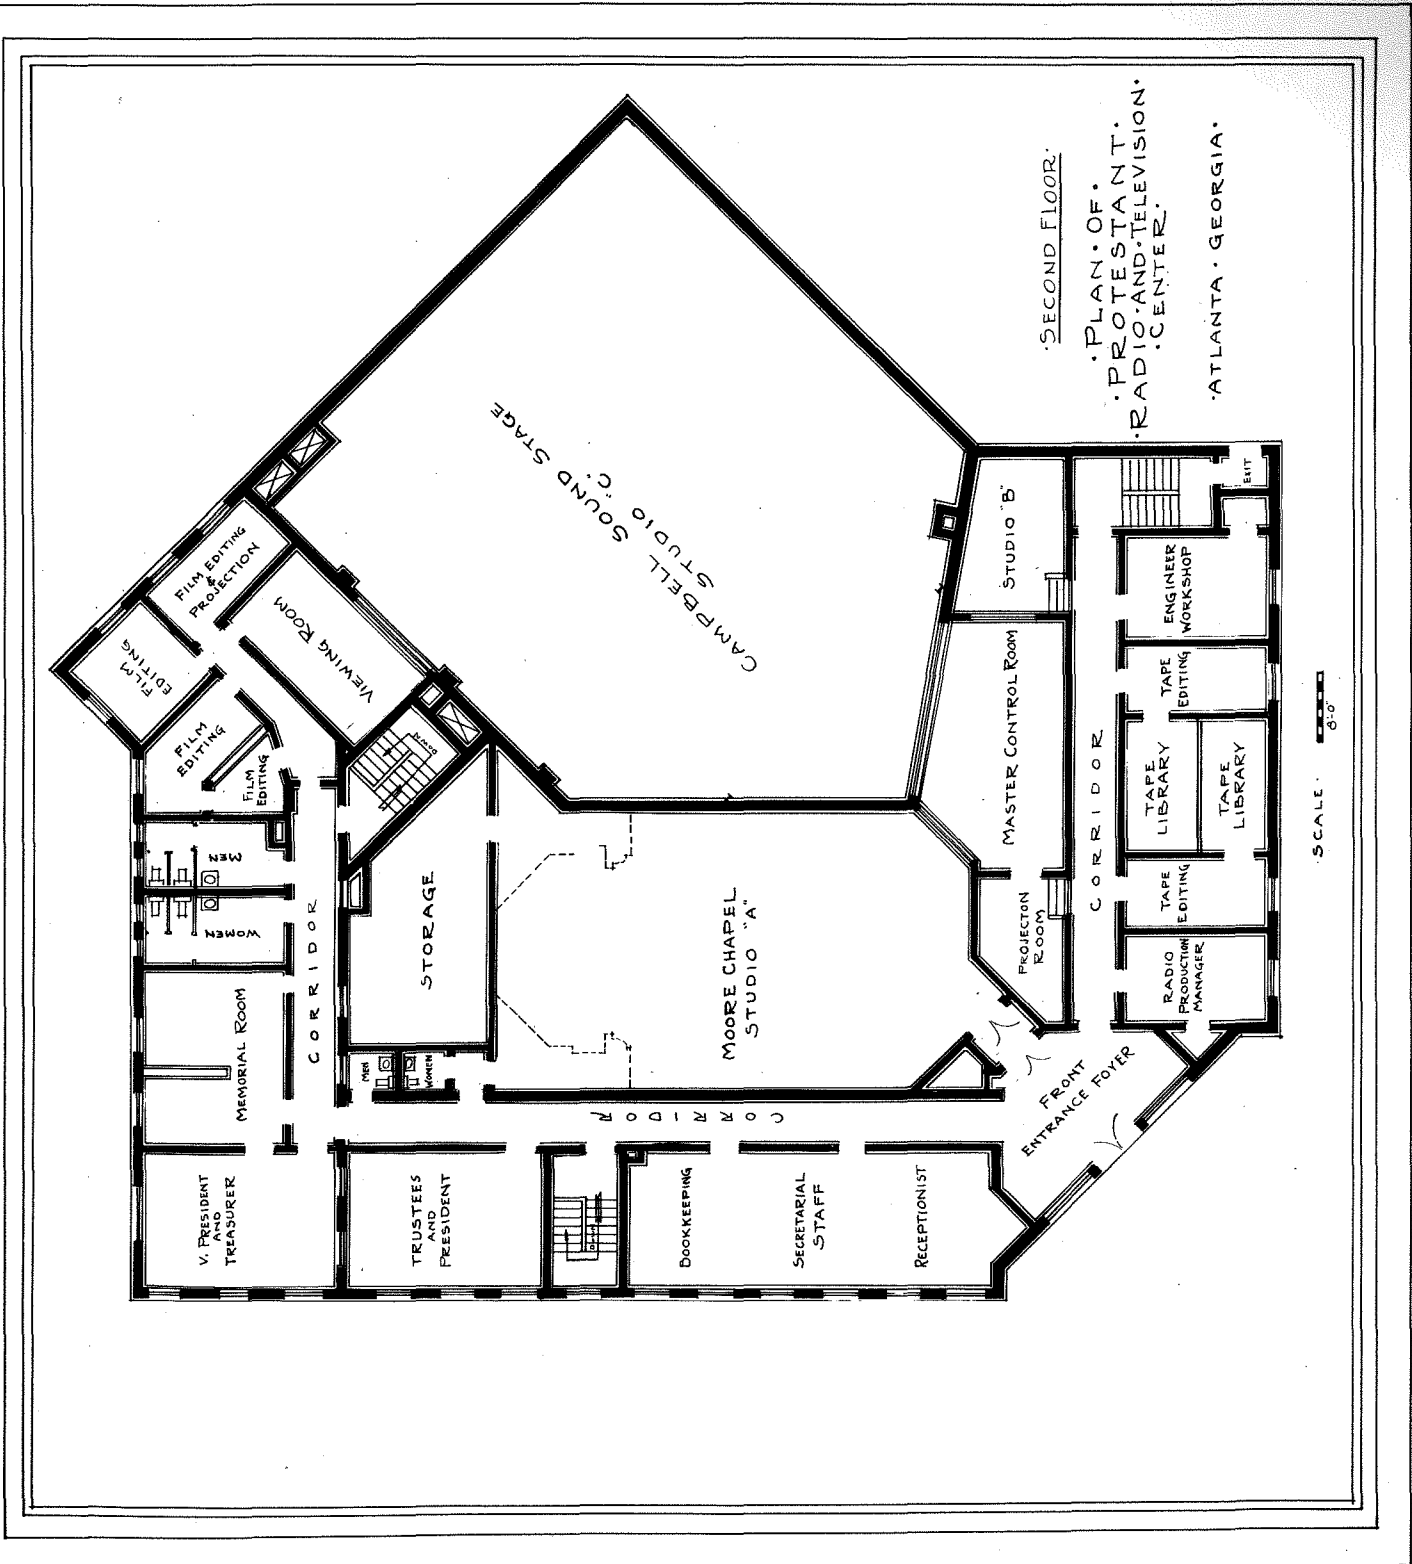 ·SECOND FLOOR·
·PLAN·OF·
·PROTESTANT·
·RADIO·AND·TELEVISION·
·CENTER·
·ATLANTA·GEORGIA·
CAMPBELL SOUND STAGE
STUDIO "C"
FILM EDITING
&
PROJECTION
FILM
EDITING
VIEWING ROOM
FILM
EDITING
FILM
EDITING
DOWN
MEN
WOMEN
CORRIDOR
STORAGE
MEMORIAL ROOM
MEN
WOMEN
MOORE CHAPEL
STUDIO "A"
STUDIO "B"
MASTER CONTROL ROOM
PROJECTON
ROOM
CORRIDOR
EXIT
ENGINEER
WORKSHOP
TAPE
EDITING
TAPE
LIBRARY
TAPE
LIBRARY
TAPE
EDITING
RADIO
PRODUCTION
MANAGER
FRONT
ENTRANCE FOYER
CORRIDOR
V. PRESIDENT
AND
TREASURER
TRUSTEES
AND
PRESIDENT
DOWN
BOOKKEEPING
SECRETARIAL
STAFF
RECEPTIONIST
·SCALE·
8'-0"